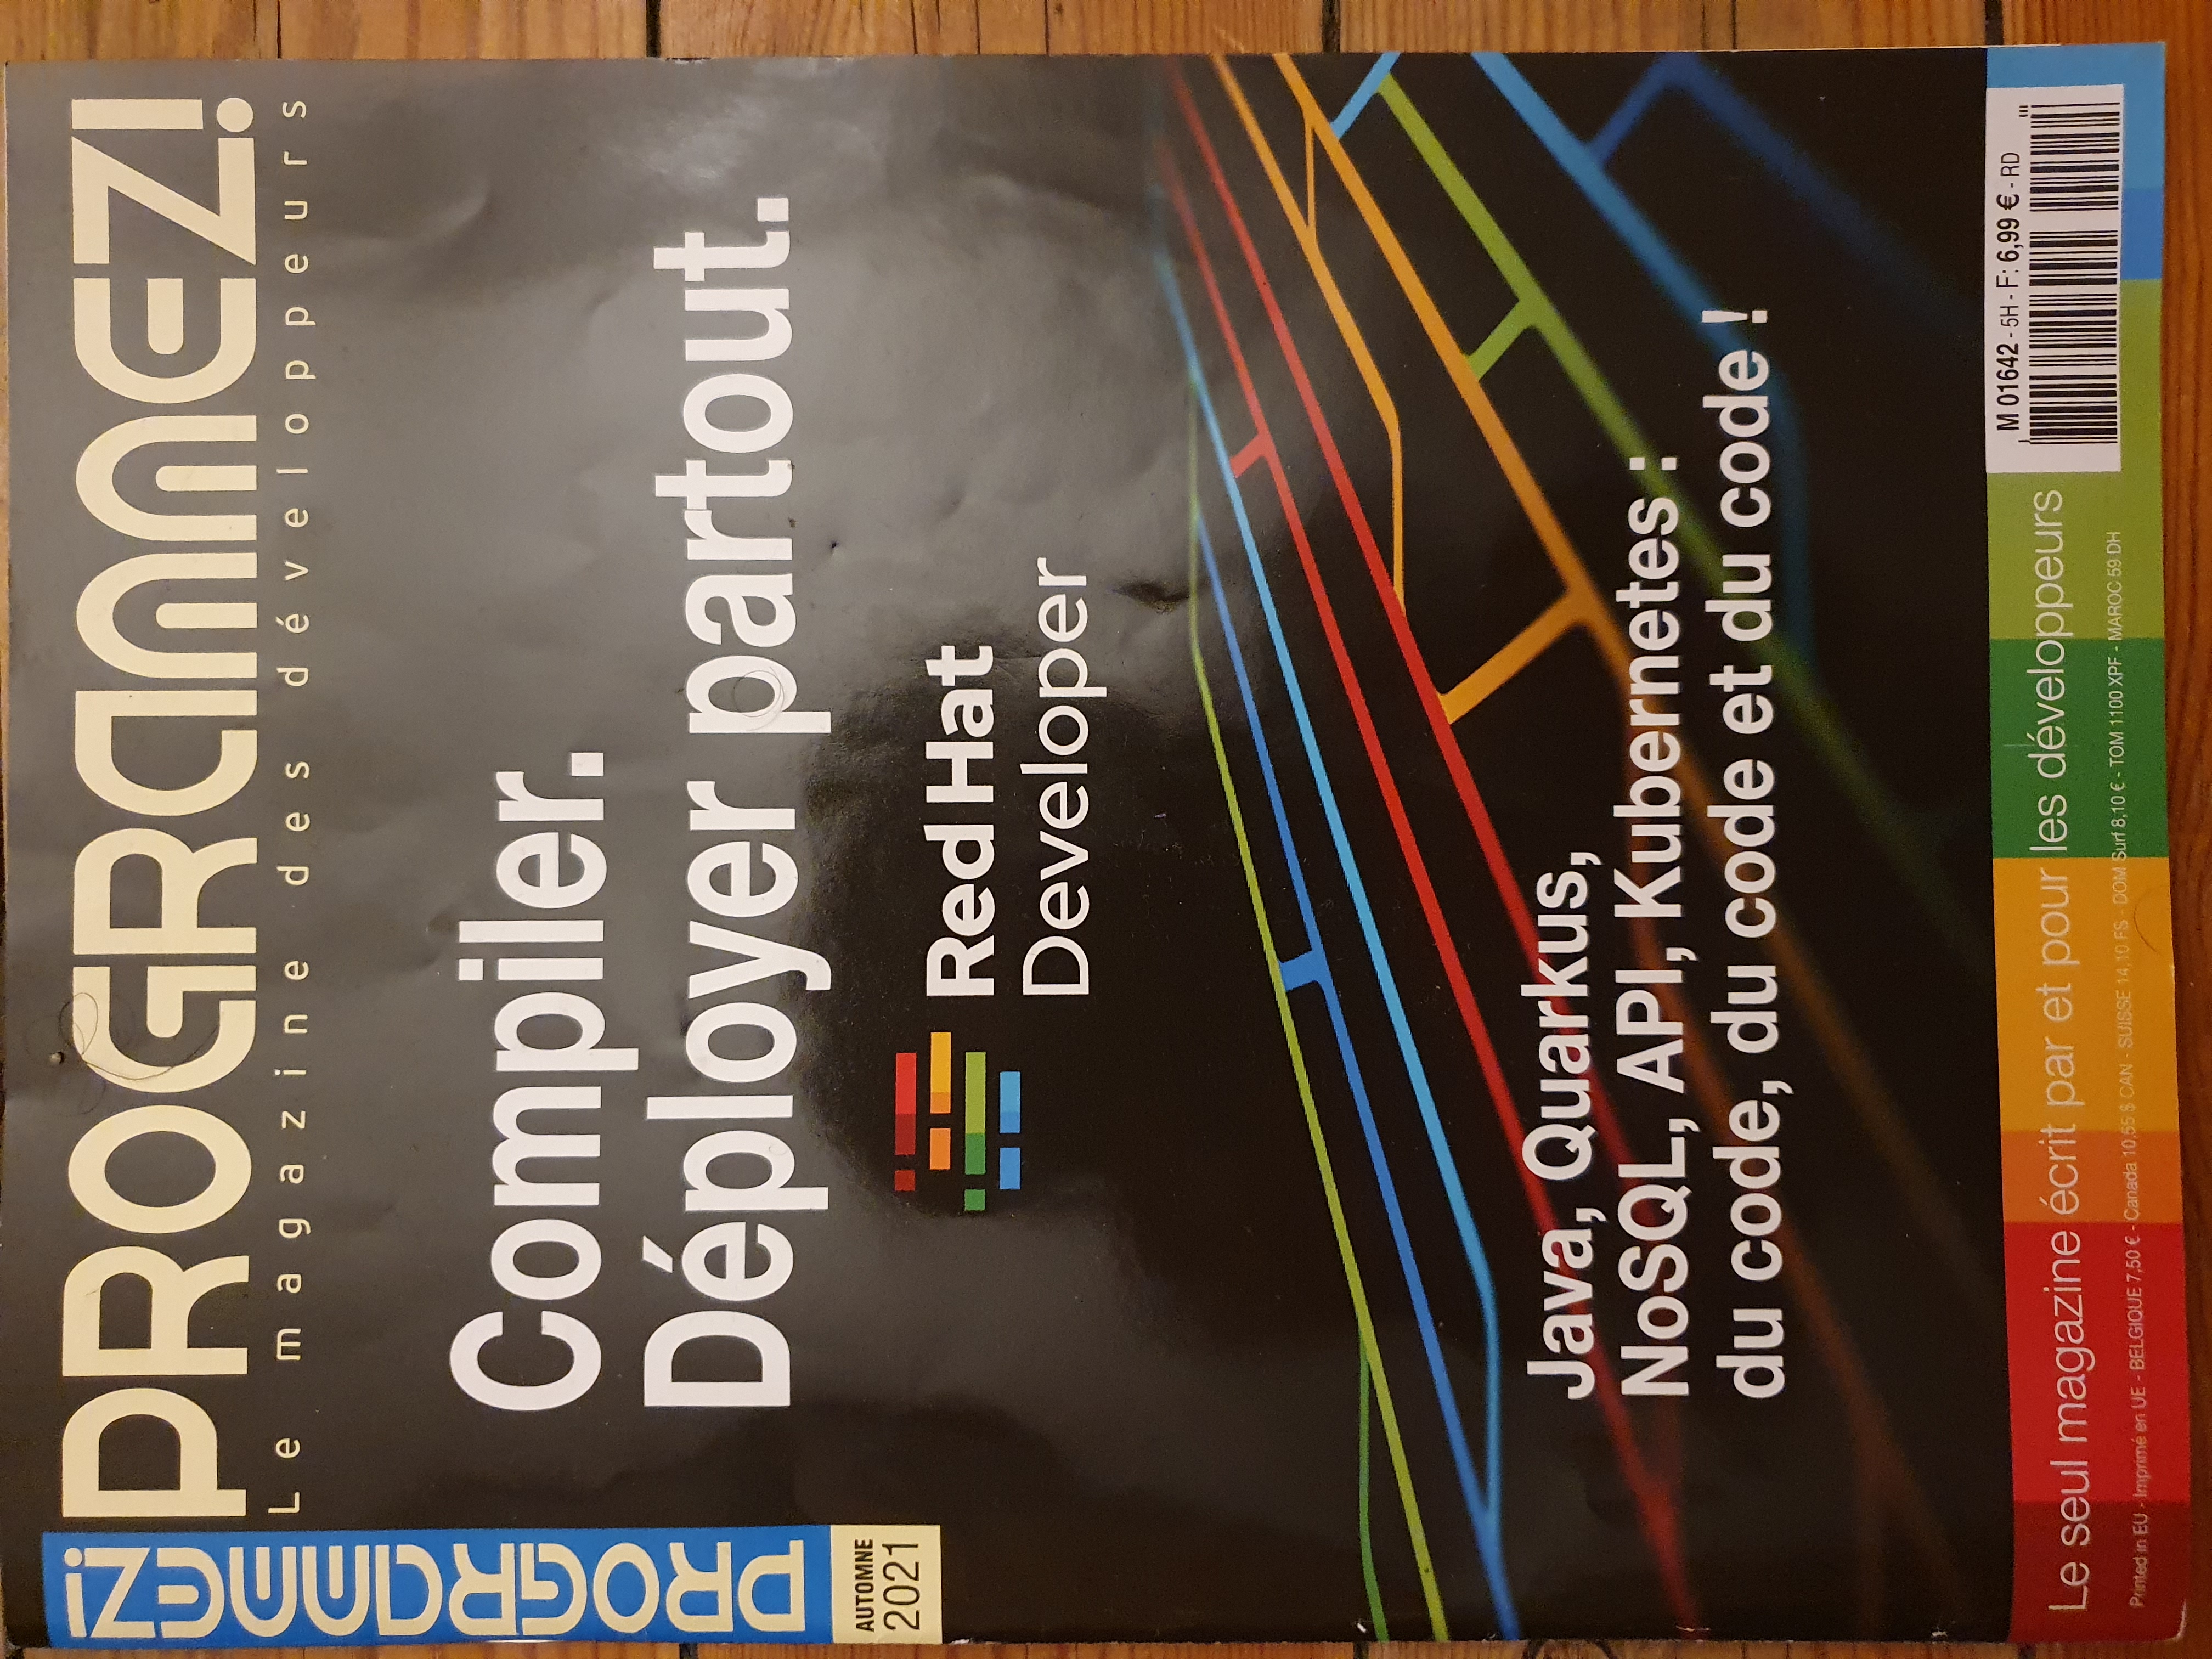 PROGRAMMEZ!
Le magazine des développeurs
PROGRAMMEZ!
AUTOMNE
2021
Compiler.
Déployer partout.
Red Hat
Developer
Java, Quarkus,
NoSQL, API, Kubernetes :
du code, du code et du code !
Le seul magazine écrit par et pour les développeurs
Printed in EU - Imprimé en UE - BELGIQUE 7,50 € - Canada 10,55 $ CAN - SUISSE 14,10 FS - DOM Surf 8,10 € - TOM 1100 XPF - MAROC 59 DH
M 01642 - 5H - F: 6,99 € - RD